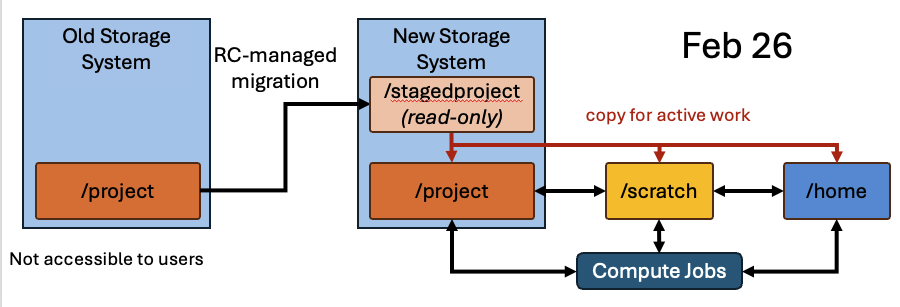 Old Storage
System
RC-managed
migration
New Storage
System
Feb 26
/stagedproject
(read-only)
copy for active work
/project
/project
/scratch
/home
Not accessible to users
Compute Jobs